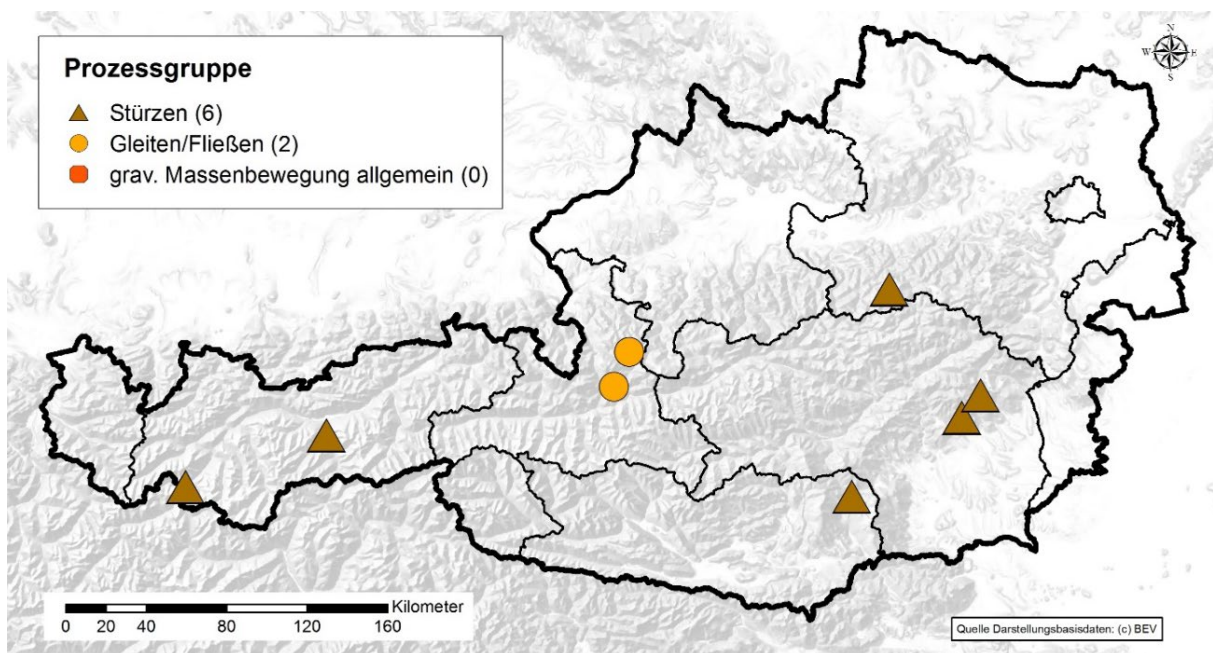 Prozessgruppe
Stürzen (6)
Gleiten/Fließen (2)
grav. Massenbewegung allgemein (0)
N
W E
S
Kilometer
0 20 40 80 120 160
Quelle Darstellungsbasisdaten: (c) BEV